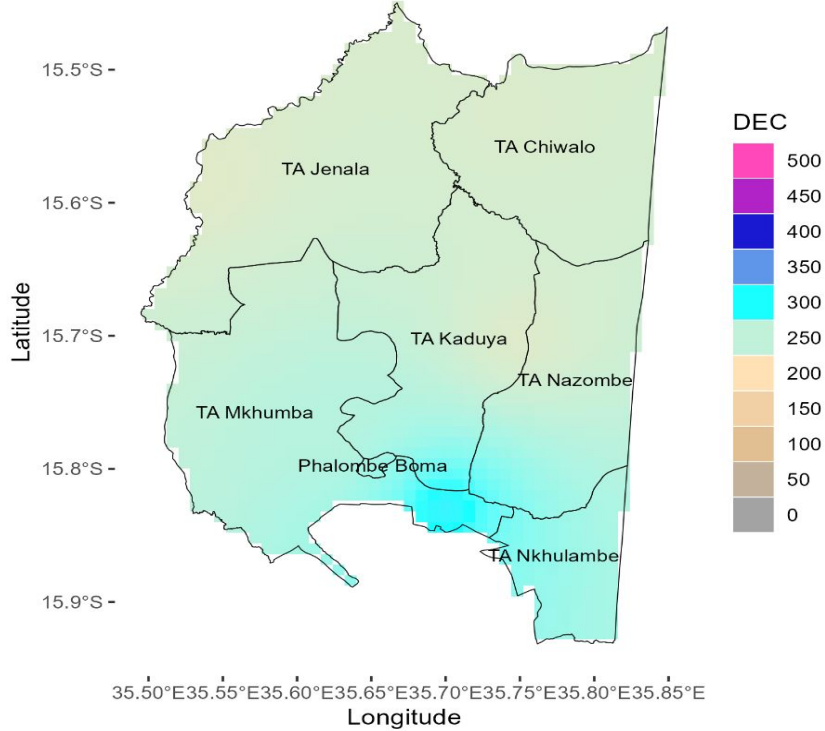 15.5°S
15.6°S
15.7°S
15.8°S
15.9°S
Latitude
TA Chiwalo
TA Jenala
TA Kaduya
TA Nazombe
TA Mkhumba
Phalombe Boma
TA Nkhulambe
35.50°E35.55°E35.60°E35.65°E35.70°E35.75°E35.80°E35.85°E
Longitude
DEC
500
450
400
350
300
250
200
150
100
50
0